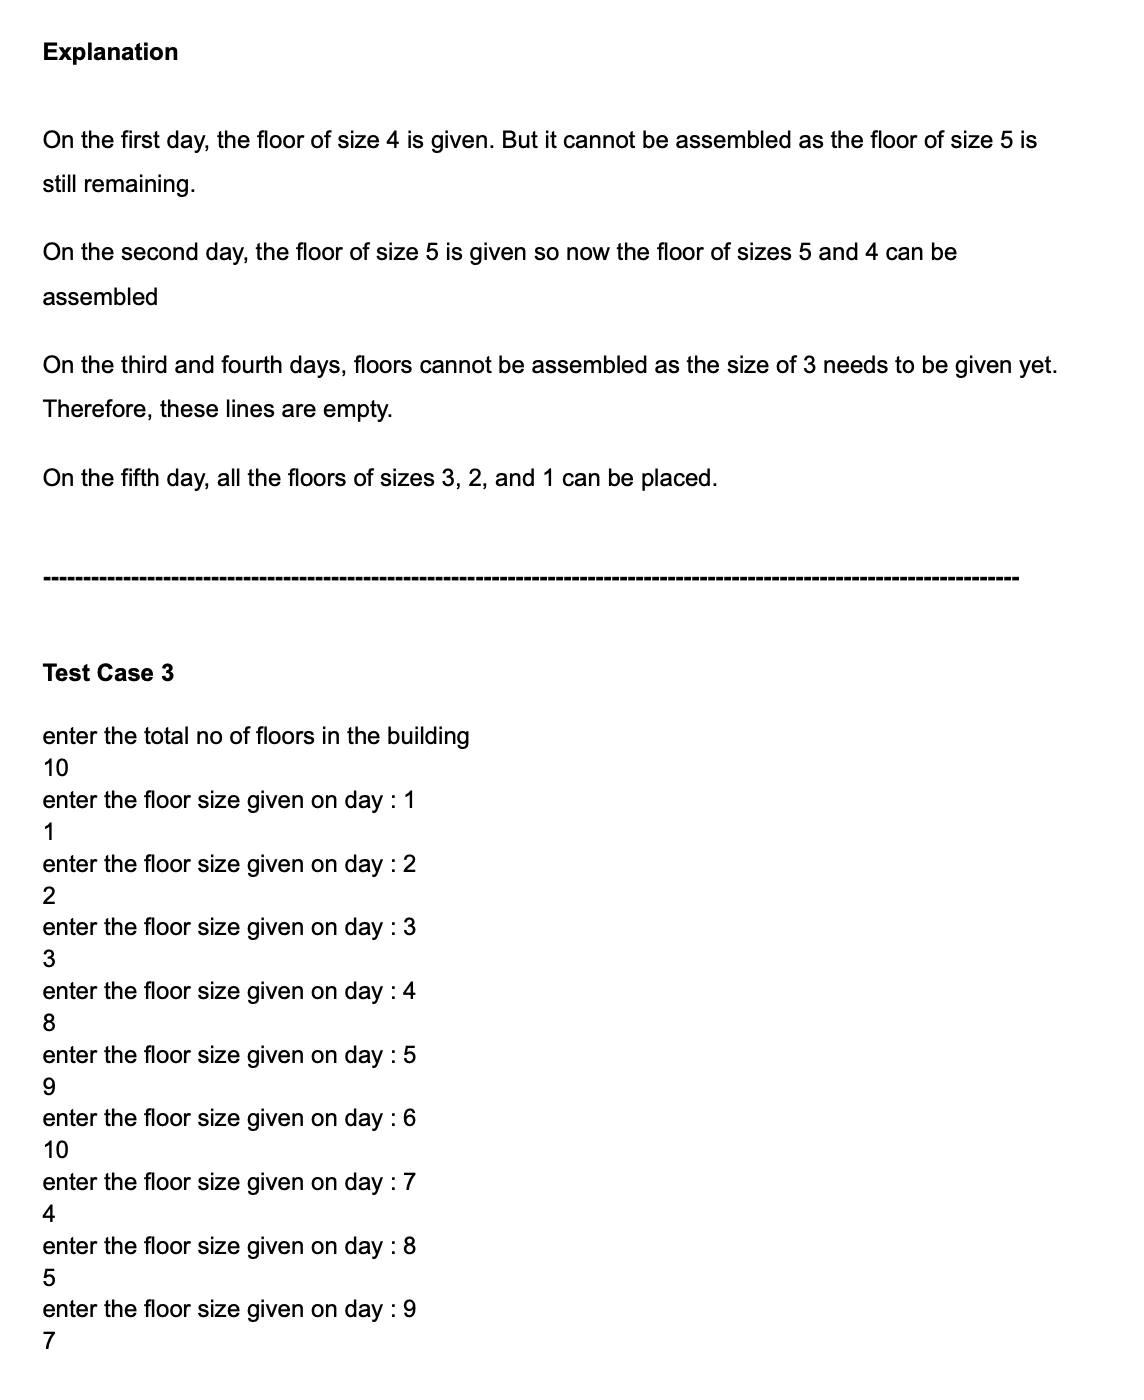 Explanation
On the first day, the floor of size 4 is given. But it cannot be assembled as the floor of size 5 is
still remaining.
On the second day, the floor of size 5 is given so now the floor of sizes 5 and 4 can be
assembled
On the third and fourth days, floors cannot be assembled as the size of 3 needs to be given yet.
Therefore, these lines are empty.
On the fifth day, all the floors of sizes 3, 2, and 1 can be placed.
--------------------------------------------------------------------------------------------------------------------------
Test Case 3
enter the total no of floors in the building
10
enter the floor size given on day : 1
1
enter the floor size given on day : 2
2
enter the floor size given on day : 3
3
enter the floor size given on day : 4
8
enter the floor size given on day : 5
9
enter the floor size given on day : 6
10
enter the floor size given on day : 7
4
enter the floor size given on day : 8
5
enter the floor size given on day : 9
7